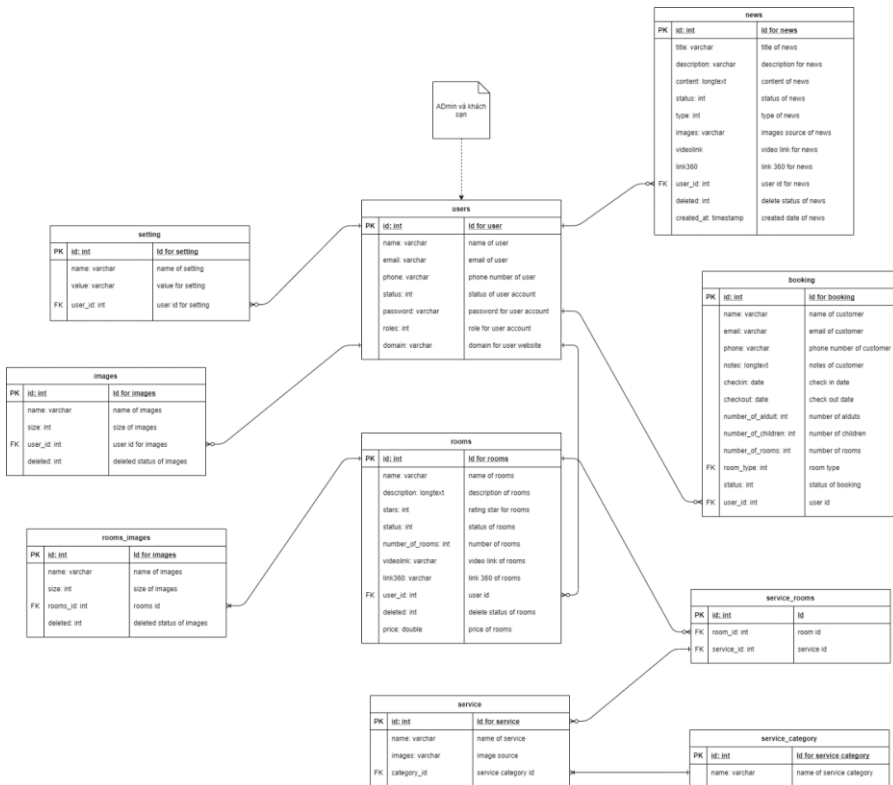 news
PK id: int Id for news
title: varchar title of news
description: varchar description for news
content: longtext content of news
status: int status of news
type: int type of news
images: varchar images source of news
videolink video link for news
link360 link 360 for news
FK user_id: int user id for news
deleted: int delete status of news
created_at: timestamp created date of news
ADmin và khách
sạn
users
PK id: int Id for user
name: varchar name of user
email: varchar email of user
phone: varchar phone number of user
status: int status of user account
password: varchar password for user account
roles: int role for user account
domain: varchar domain for user website
setting
PK id: int Id for setting
name: varchar name of setting
value: varchar value for setting
FK user_id: int user id for setting
booking
PK id: int Id for booking
name: varchar name of customer
email: varchar email of customer
phone: varchar phone number of customer
notes: longtext notes of customer
checkin: date check in date
checkout: date check out date
number_of_aldult: int number of alduts
number_of_children: int number of children
number_of_rooms: int number of rooms
FK room_type: int room type
status: int status of booking
FK user_id: int user id
images
PK id: int Id for images
name: varchar name of images
size: int size of images
FK user_id: int user id for images
deleted: int deleted status of images
rooms
PK id: int Id for rooms
name: varchar name of rooms
description: longtext description of rooms
stars: int rating star for rooms
status: int status of rooms
number_of_rooms: int number of rooms
videolink: varchar video link of rooms
link360: varchar link 360 of rooms
FK user_id: int user id
deleted: int delete status of rooms
price: double price of rooms
rooms_images
PK id: int Id for images
name: varchar name of images
size: int size of images
FK rooms_id: int rooms id
deleted: int deleted status of images
service_rooms
PK id: int Id
FK room_id: int room id
FK service_id: int service id
service
PK id: int Id for service
name: varchar name of service
images: varchar image source
FK category_id service category id
service_category
PK id: int Id for service category
name: varchar name of service category